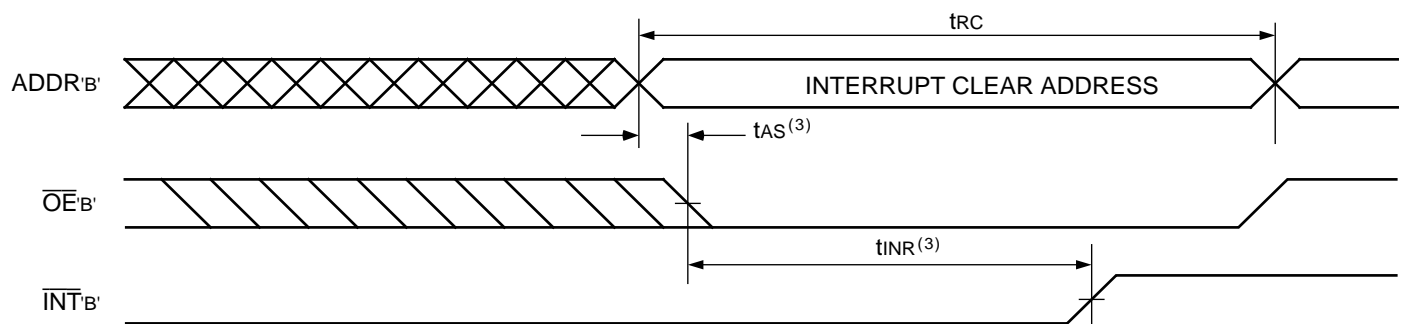 tRC
ADDR'B'
INTERRUPT CLEAR ADDRESS
tAS(3)
OE'B'
tINR(3)
INT'B'